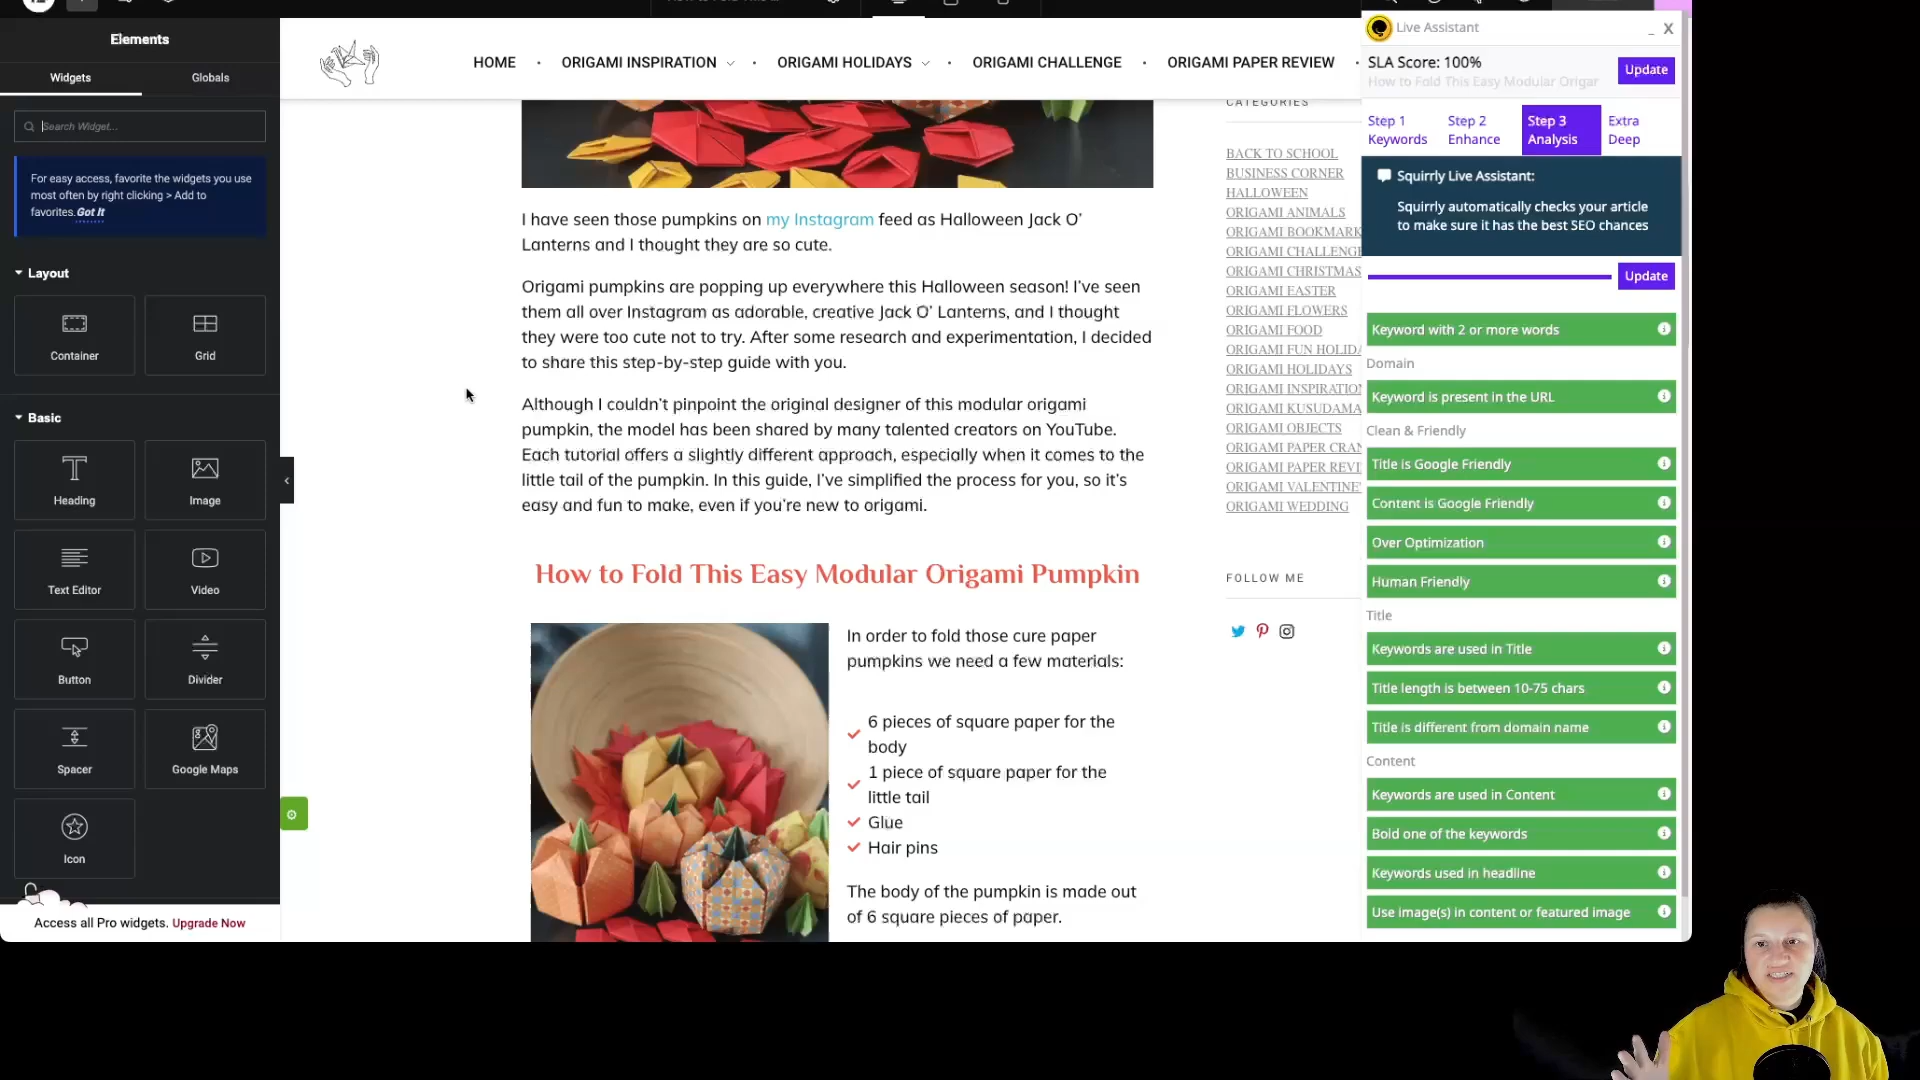 Elements
Widgets
Globals
Search Widget...
For easy access, favorite the widgets you use
most often by right clicking > Add to
favorites. Got It
Layout
Container
Grid
Basic
Heading
Image
Text Editor
Video
Button
Divider
Spacer
Google Maps
Icon
Access all Pro widgets. Upgrade Now
HOME
ORIGAMI INSPIRATION
ORIGAMI HOLIDAYS
ORIGAMI CHALLENGE
ORIGAMI PAPER REVIEW
I have seen those pumpkins on my Instagram feed as Halloween Jack O'
Lanterns and I thought they are so cute.
Origami pumpkins are popping up everywhere this Halloween season! I've seen
them all over Instagram as adorable, creative Jack O' Lanterns, and I thought
they were too cute not to try. After some research and experimentation, I decided
to share this step-by-step guide with you.
Although I couldn't pinpoint the original designer of this modular origami
pumpkin, the model has been shared by many talented creators on YouTube.
Each tutorial offers a slightly different approach, especially when it comes to the
little tail of the pumpkin. In this guide, I've simplified the process for you, so it's
easy and fun to make, even if you're new to origami.
How to Fold This Easy Modular Origami Pumpkin
In order to fold those cure paper
pumpkins we need a few materials:
6 pieces of square paper for the
body
1 piece of square paper for the
little tail
Glue
Hair pins
The body of the pumpkin is made out
of 6 square pieces of paper.
CATEGORIES
BACK TO SCHOOL
BUSINESS CORNER
HALLOWEEN
ORIGAMI ANIMALS
ORIGAMI BOOKMARK
ORIGAMI CHALLENGE
ORIGAMI CHRISTMAS
ORIGAMI EASTER
ORIGAMI FLOWERS
ORIGAMI FOOD
ORIGAMI FUN HOLIDA
ORIGAMI HOLIDAYS
ORIGAMI INSPIRATION
ORIGAMI KUSUDAMA
ORIGAMI OBJECTS
ORIGAMI PAPER CRAN
ORIGAMI PAPER REVI
ORIGAMI VALENTINE'
ORIGAMI WEDDING
FOLLOW ME
Live Assistant
_ X
SLA Score: 100%
How to Fold This Easy Modular Origar
Update
Step 1
Keywords
Step 2
Enhance
Step 3
Analysis
Extra
Deep
Squirrly Live Assistant:
Squirrly automatically checks your article
to make sure it has the best SEO chances
Update
Keyword with 2 or more words
Domain
Keyword is present in the URL
Clean & Friendly
Title is Google Friendly
Content is Google Friendly
Over Optimization
Human Friendly
Title
Keywords are used in Title
Title length is between 10-75 chars
Title is different from domain name
Content
Keywords are used in Content
Bold one of the keywords
Keywords used in headline
Use image(s) in content or featured image